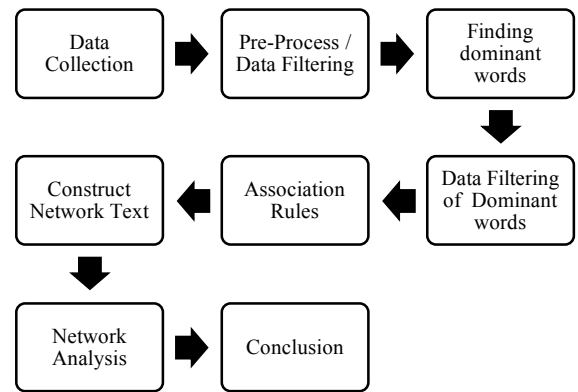 Data
Collection
Pre-Process /
Data Filtering
Finding
dominant
words
Data Filtering
of Dominant
words
Association
Rules
Construct
Network Text
Network
Analysis
Conclusion